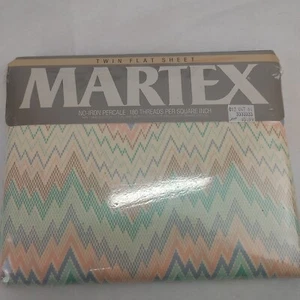 TWIN FLAT SHEET
MARTEX
NO IRON PERCALE 180 THREADS PER SQUARE INCH